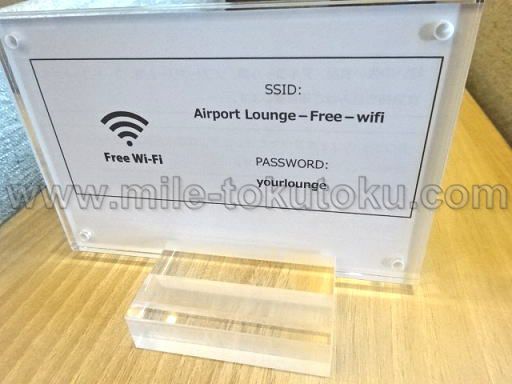 SSID:
Airport Lounge-Free-wifi
Free Wi-Fi
PASSWORD:
yourlounge
www.mile-tokutoku.com